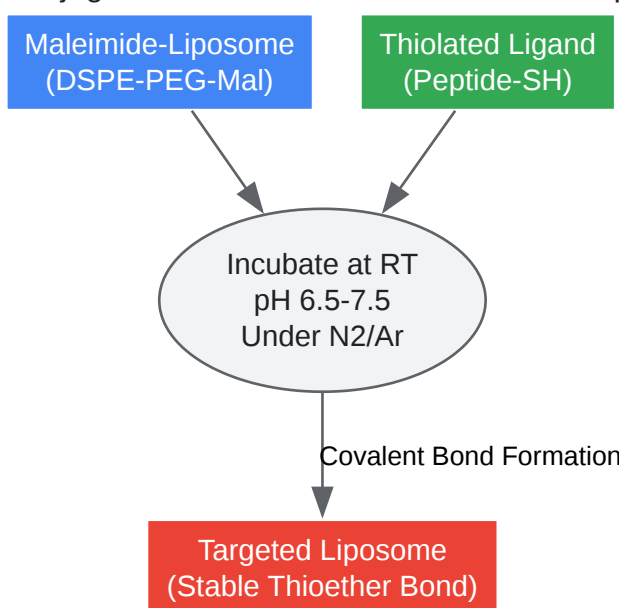 Maleimide-Liposome
(DSPE-PEG-Mal)
Thiolated Ligand
(Peptide-SH)
Incubate at RT
pH 6.5-7.5
Under N2/Ar
Covalent Bond Formation
Targeted Liposome
(Stable Thioether Bond)